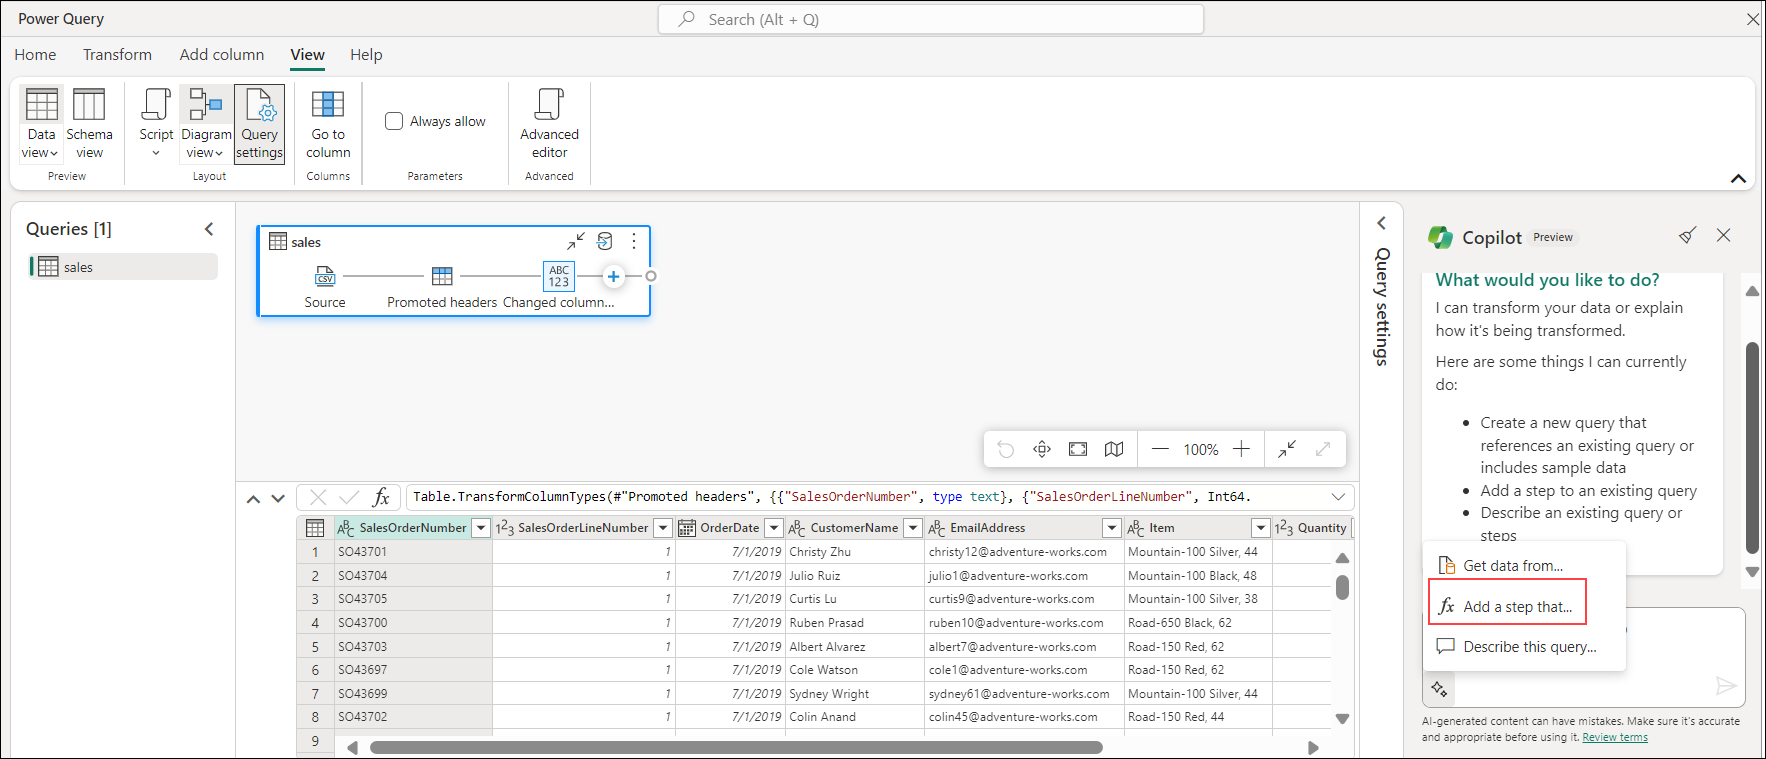 Power Query
Search (Alt + Q)
Home Transform Add column View Help
Data view
Schema view
Preview
Script
Diagram view
Query settings
Layout
Go to column
Columns
Always allow
Parameters
Advanced editor
Advanced
Queries [1]
sales
sales
CSV
ABC
123
Source Promoted headers Changed column...
100%
Query settings
fx
Table.TransformColumnTypes(#"Promoted headers", {{"SalesOrderNumber", type text}, {"SalesOrderLineNumber", Int64.
ABC SalesOrderNumber 123 SalesOrderLineNumber OrderDate ABC CustomerName ABC EmailAddress ABC Item 123 Quantity
1 SO43701 1 7/1/2019 Christy Zhu christy12@adventure-works.com Mountain-100 Silver, 44
2 SO43704 1 7/1/2019 Julio Ruiz julio1@adventure-works.com Mountain-100 Black, 48
3 SO43705 1 7/1/2019 Curtis Lu curtis9@adventure-works.com Mountain-100 Silver, 38
4 SO43700 1 7/1/2019 Ruben Prasad ruben10@adventure-works.com Road-650 Black, 62
5 SO43703 1 7/1/2019 Albert Alvarez albert7@adventure-works.com Road-150 Red, 62
6 SO43697 1 7/1/2019 Cole Watson cole1@adventure-works.com Road-150 Red, 62
7 SO43699 1 7/1/2019 Sydney Wright sydney61@adventure-works.com Mountain-100 Silver, 44
8 SO43702 1 7/1/2019 Colin Anand colin45@adventure-works.com Road-150 Red, 44
9
Copilot Preview
What would you like to do?
I can transform your data or explain
how it's being transformed.
Here are some things I can currently
do:
• Create a new query that
references an existing query or
includes sample data
• Add a step to an existing query
• Describe an existing query or
steps
Get data from...
fx Add a step that...
Describe this query...
AI-generated content can have mistakes. Make sure it's accurate
and appropriate before using it. Review terms